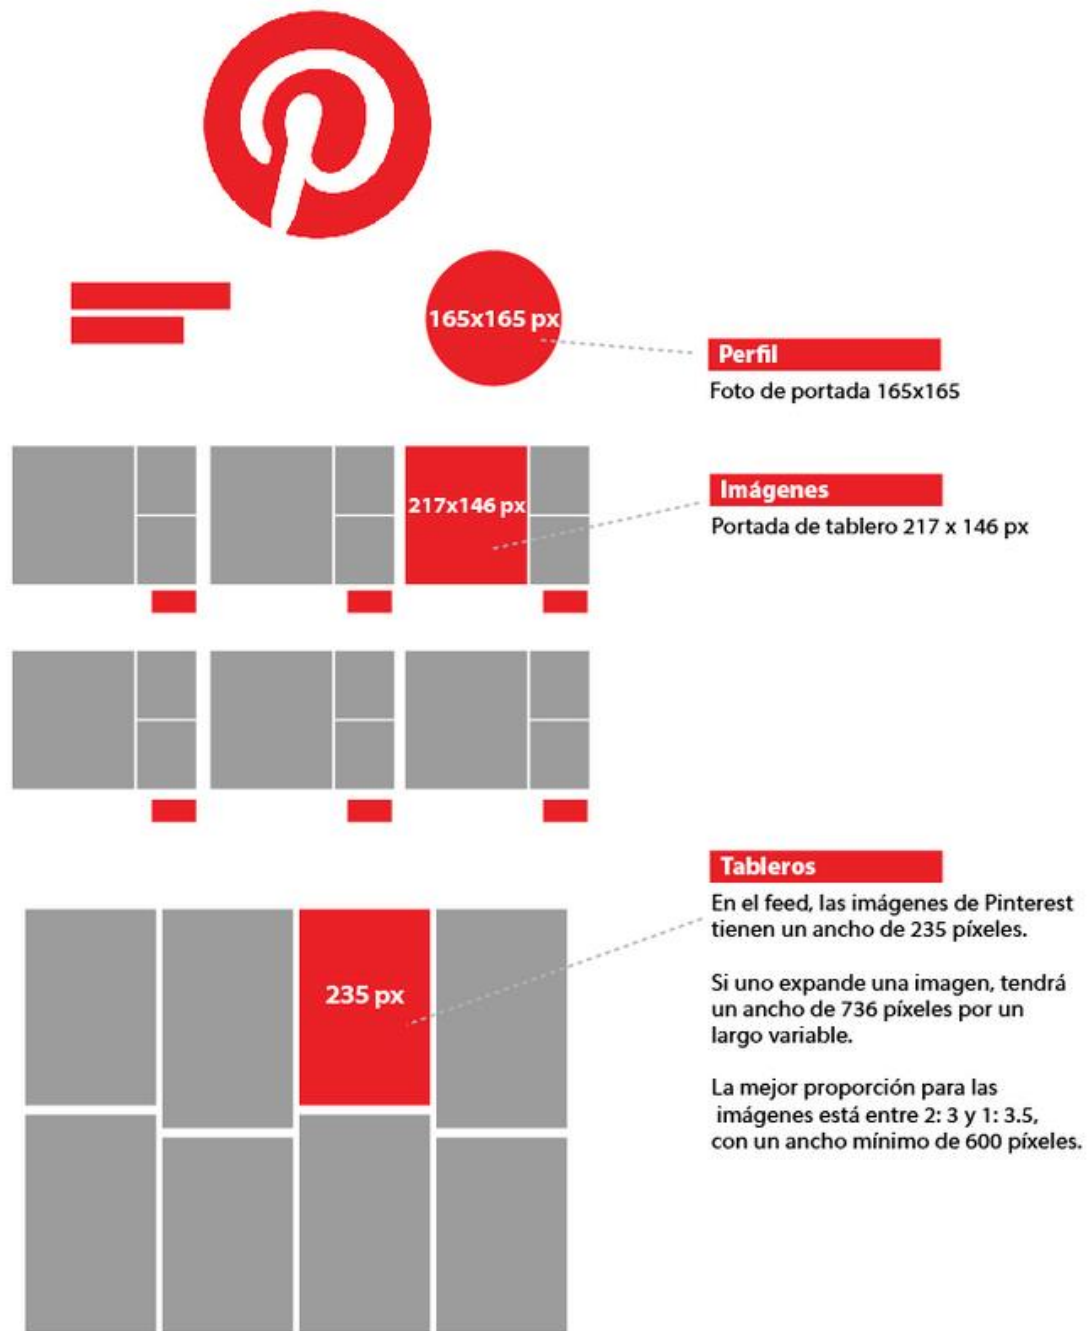 165x165 px
Perfil
Foto de portada 165x165
217x146 px
Imágenes
Portada de tablero 217 x 146 px
Tableros
En el feed, las imágenes de Pinterest
tienen un ancho de 235 píxeles.
235 px
Si uno expande una imagen, tendrá
un ancho de 736 píxeles por un
largo variable.
La mejor proporción para las
imágenes está entre 2: 3 y 1: 3.5,
con un ancho mínimo de 600 píxeles.